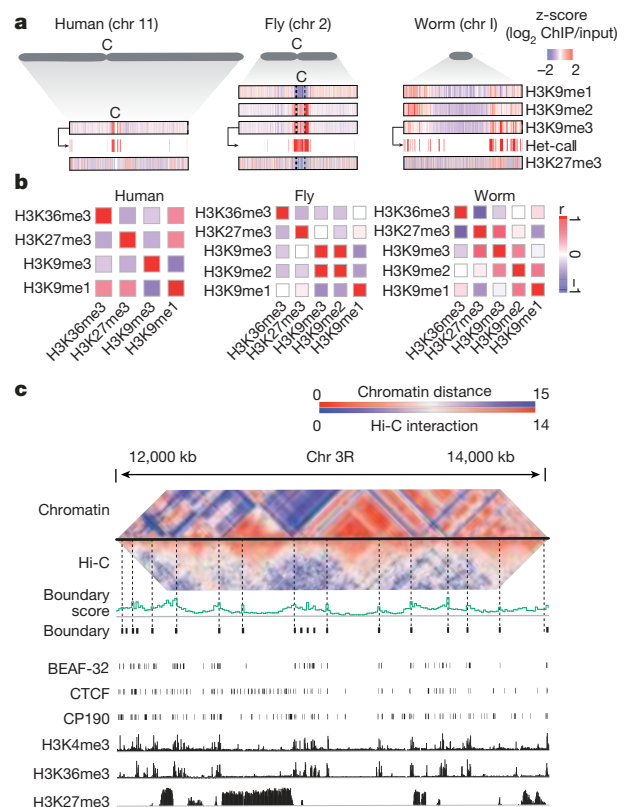 a
Human (chr 11)
Fly (chr 2)
Worm (chr I)
z-score
(log2 ChIP/input)
−2 2
C
C
C
C
H3K9me1
H3K9me2
H3K9me3
Het-call
H3K27me3
b
Human
H3K36me3
H3K27me3
H3K9me3
H3K9me1
H3K36me3
H3K27me3
H3K9me3
H3K9me1
Fly
H3K36me3
H3K27me3
H3K9me3
H3K9me2
H3K9me1
H3K36me3
H3K27me3
H3K9me3
H3K9me2
H3K9me1
Worm
H3K36me3
H3K27me3
H3K9me3
H3K9me2
H3K9me1
H3K36me3
H3K27me3
H3K9me3
H3K9me2
H3K9me1
r
1
−1
c
0 Chromatin distance 15
0 Hi-C interaction 14
12,000 kb Chr 3R 14,000 kb
Chromatin
Hi-C
Boundary
score
Boundary
BEAF-32
CTCF
CP190
H3K4me3
H3K36me3
H3K27me3